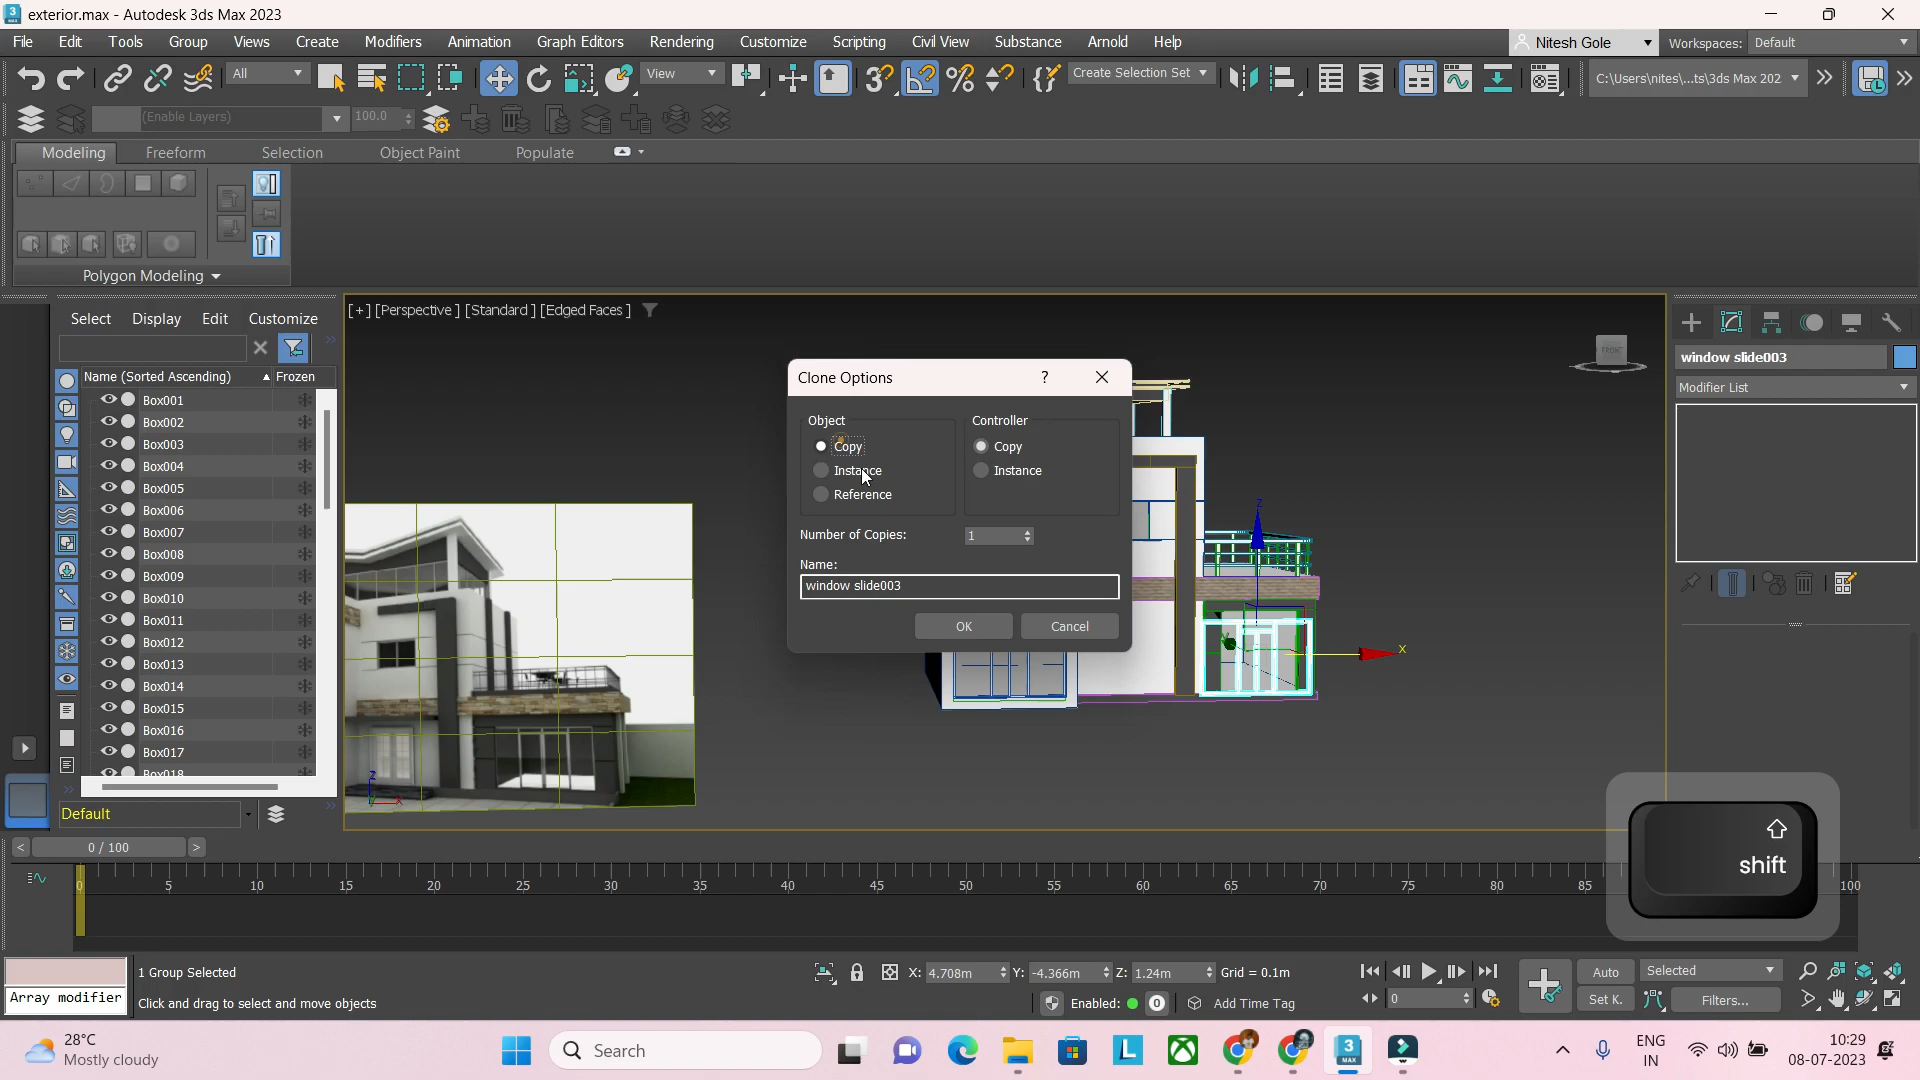 exterior.max - Autodesk 3ds Max 2023
File Edit Tools Group Views Create Modifiers Animation Graph Editors Rendering Customize Scripting Civil View Substance Arnold Help
Nitesh Gole Workspaces: Default
All View Create Selection Set C:\Users\nites\...ts\3ds Max 202
(Enable Layers) 100.0
Modeling Freeform Selection Object Paint Populate
Polygon Modeling
Select Display Edit Customize
[+] [Perspective ] [Standard ] [Edged Faces ]
FRONT
Name (Sorted Ascending) Frozen
Box001
Box002
Box003
Box004
Box005
Box006
Box007
Box008
Box009
Box010
Box011
Box012
Box013
Box014
Box015
Box016
Box017
Box018
Default
Clone Options ?
Object Controller
Copy Copy
Instance Instance
Reference
Number of Copies: 1
Name:
window slide003
OK Cancel
z
x
z
x
window slide003
Modifier List
shift
< 0 / 100 >
0 5 10 15 20 25 30 35 40 45 50 55 60 65 70 75 80 85 100
1 Group Selected
X: 4.708m Y: -4.366m Z: 1.24m Grid = 0.1m
Auto Selected
Array modifier
Click and drag to select and move objects
Enabled: 0 Add Time Tag
0
Set K. Filters...
28°C
Mostly cloudy
Search
3
MAX
ENG
IN
10:29
08-07-2023